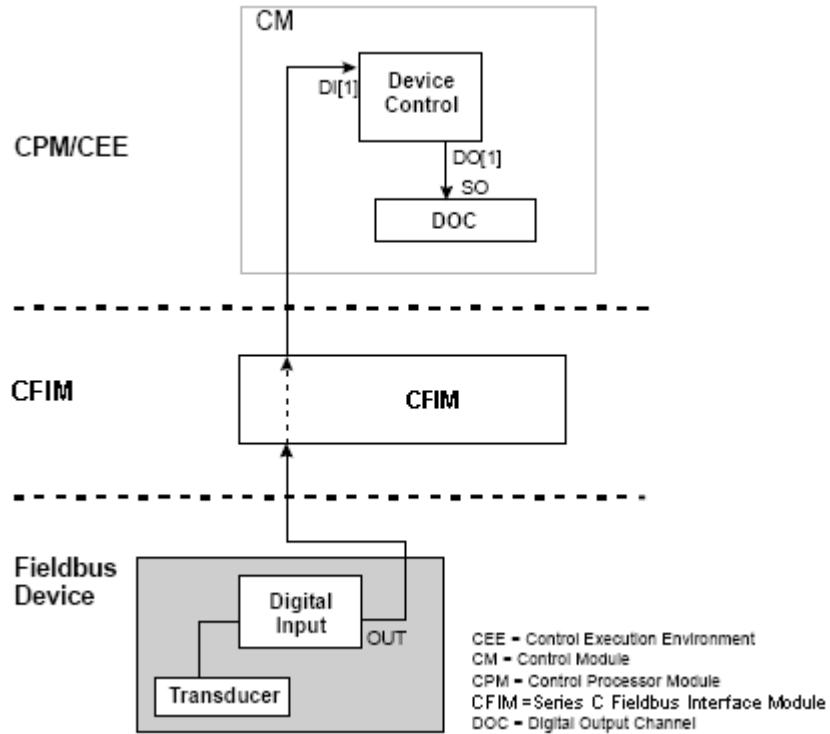 CM
DI[1]
Device
Control
CPM/CEE
DO[1]
SO
DOC
CFIM
CFIM
Fieldbus
Device
Digital
Input
OUT
Transducer
CEE = Control Execution Environment
CM = Control Module
CPM = Control Processor Module
CFIM =Series C Fieldbus Interface Module
DOC = Digital Output Channel